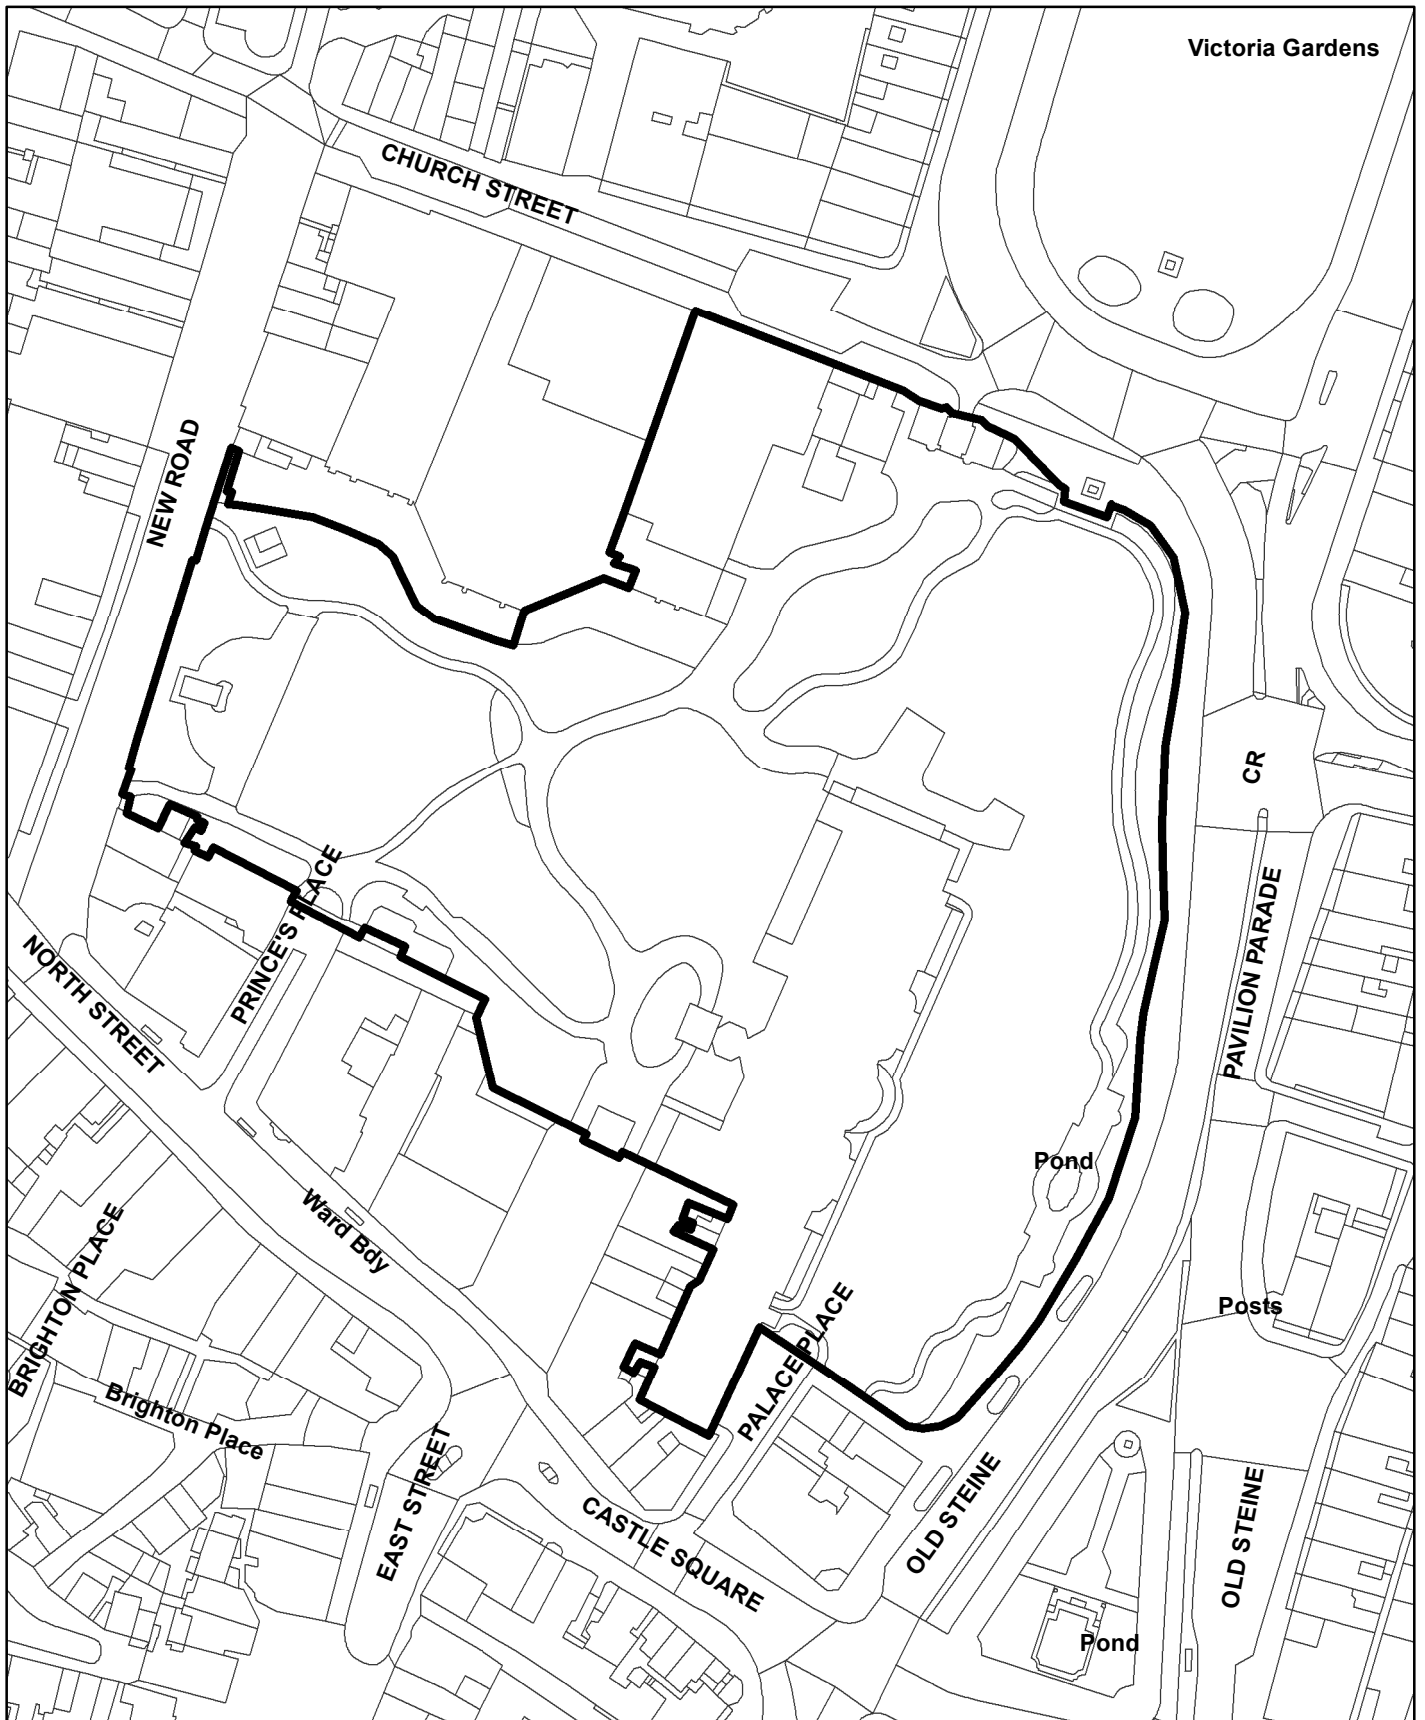 Victoria Gardens
CHURCH STREET
NEW ROAD
CR
PRINCE'S PLACE
PAVILION PARADE
NORTH STREET
Pond
Ward Bdy
BRIGHTON PLACE
Posts
PALACE PLACE
Brighton Place
EAST STREET
CASTLE SQUARE
OLD STEINE
OLD STEINE
Pond